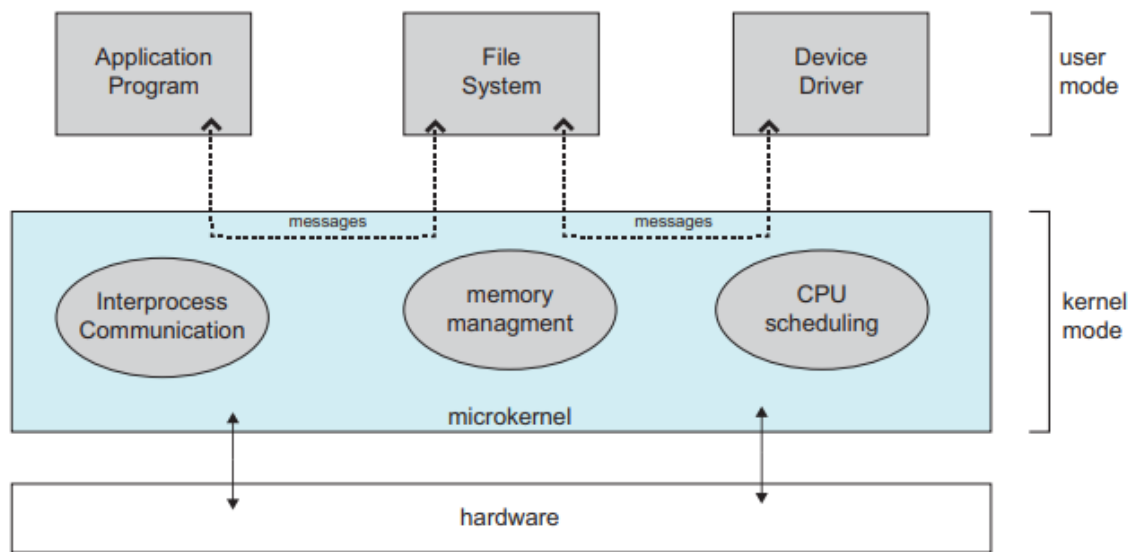 Application
Program
File
System
Device
Driver
user
mode
messages
messages
Interprocess
Communication
memory
managment
CPU
scheduling
kernel
mode
microkernel
hardware